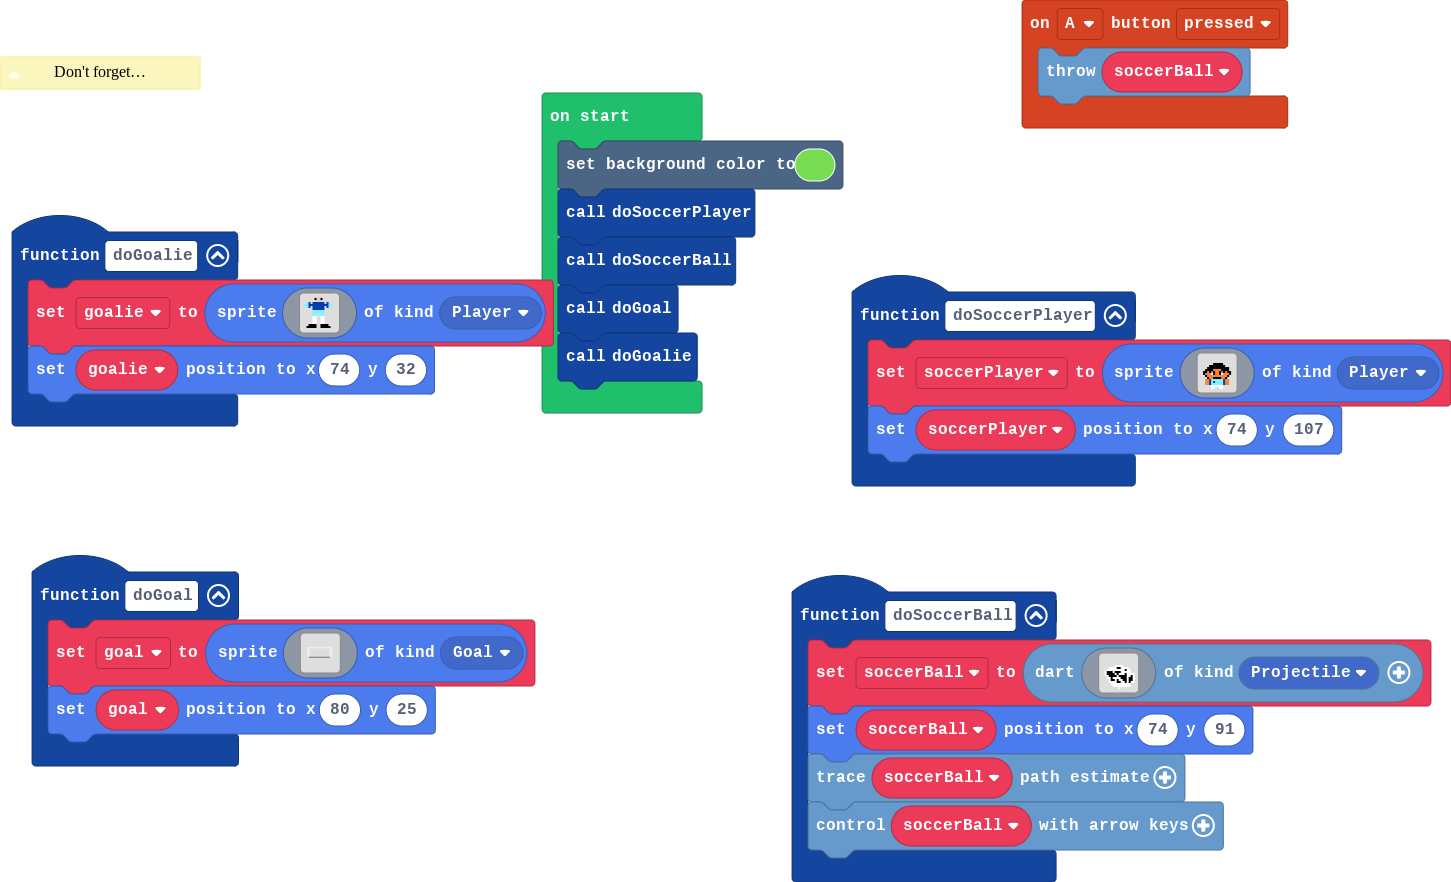 Don't forget…
on start
set background color to
call doSoccerPlayer
call doSoccerBall
call doGoal
call doGoalie
on A button pressed
throw soccerBall
function doGoalie
set goalie to sprite of kind Player
set goalie position to x 74 y 32
function doSoccerPlayer
set soccerPlayer to sprite of kind Player
set soccerPlayer position to x 74 y 107
function doGoal
set goal to sprite of kind Goal
set goal position to x 80 y 25
function doSoccerBall
set soccerBall to dart of kind Projectile
set soccerBall position to x 74 y 91
trace soccerBall path estimate
control soccerBall with arrow keys